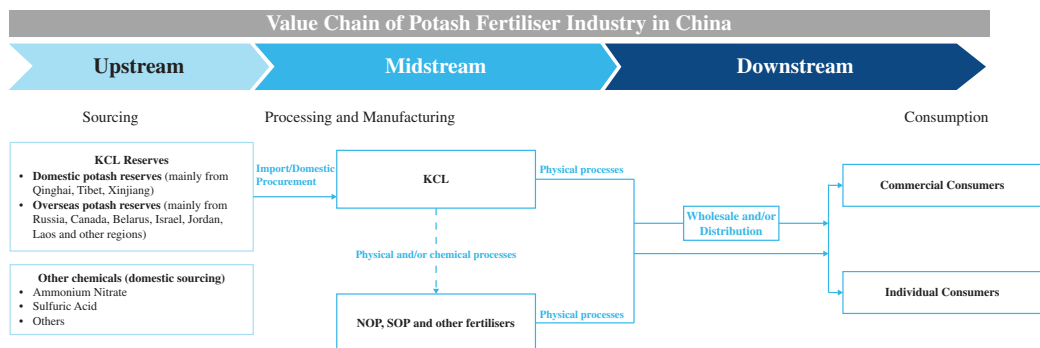 Value Chain of Potash Fertiliser Industry in China
Upstream
Midstream
Downstream
Sourcing
Processing and Manufacturing
Consumption
KCL Reserves
• Domestic potash reserves (mainly from
Qinghai, Tibet, Xinjiang)
• Overseas potash reserves (mainly from
Russia, Canada, Belarus, Israel, Jordan,
Laos and other regions)
Other chemicals (domestic sourcing)
• Ammonium Nitrate
• Sulfuric Acid
• Others
Import/Domestic
Procurement
KCL
Physical and/or chemical processes
NOP, SOP and other fertilisers
Physical processes
Physical processes
Wholesale and/or
Distribution
Commercial Consumers
Individual Consumers